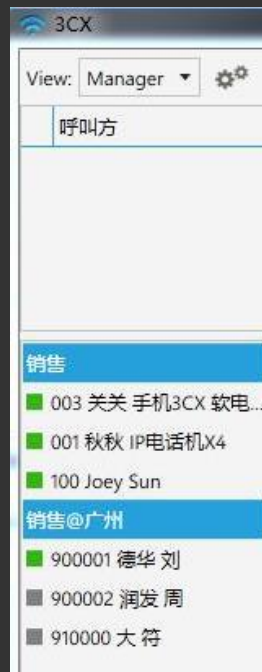 3CX
View: Manager
呼叫方
销售
003 关关 手机3CX 软电...
001 秋秋 IP电话机X4
100 Joey Sun
销售@广州
900001 德华 刘
900002 润发 周
910000 大 符